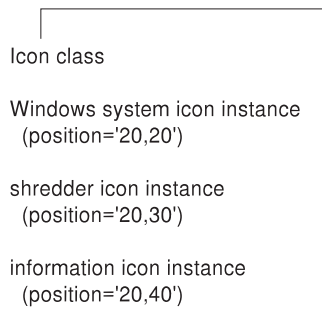 Icon class
Windows system icon instance
(position='20,20')
shredder icon instance
(position='20,30')
information icon instance
(position='20,40')